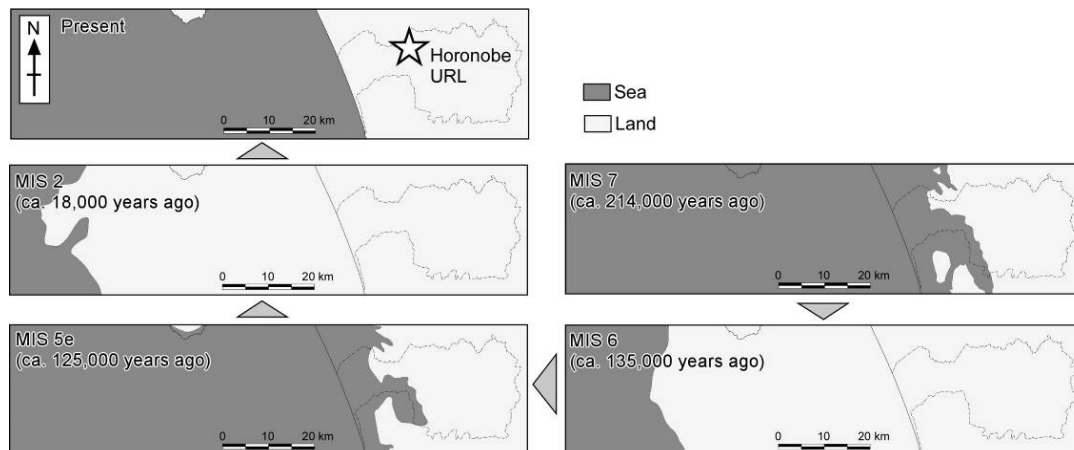 N
Present
Horonobe
URL
0 10 20 km
Sea
Land
MIS 2
(ca. 18,000 years ago)
0 10 20 km
MIS 7
(ca. 214,000 years ago)
0 10 20 km
MIS 5e
(ca. 125,000 years ago)
0 10 20 km
MIS 6
(ca. 135,000 years ago)
0 10 20 km